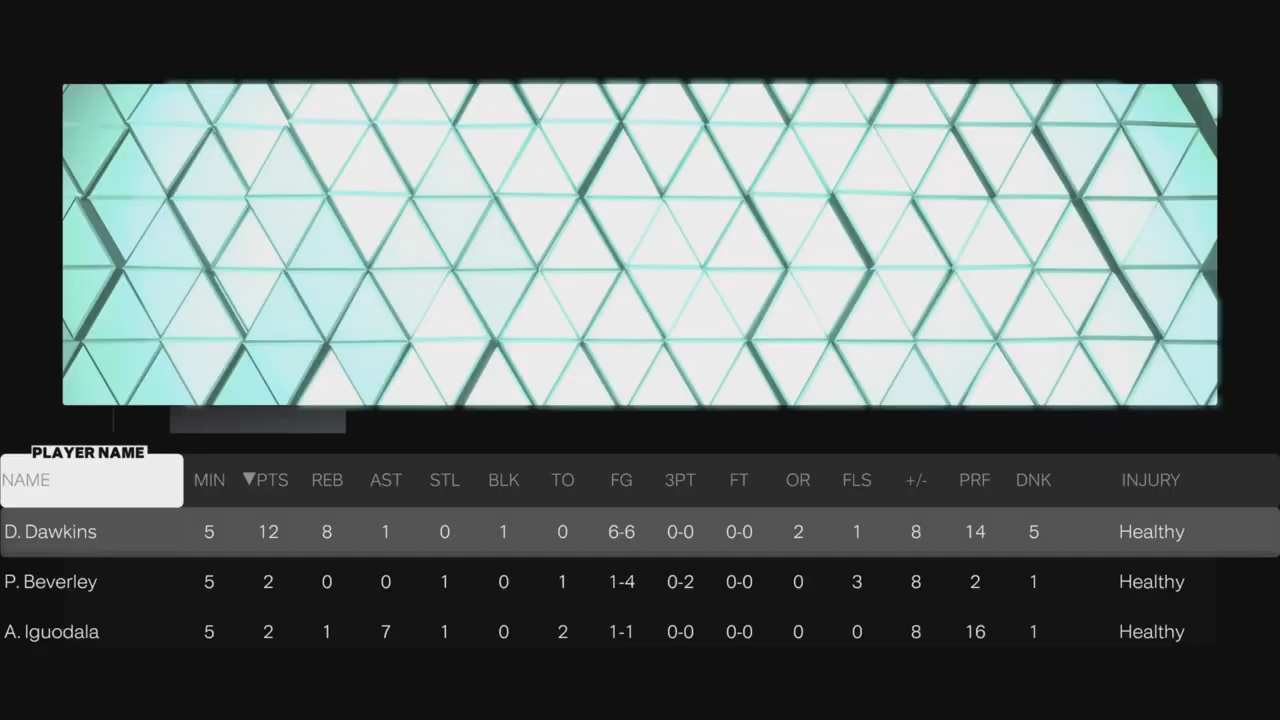 PLAYER NAME
NAME MIN ▼PTS REB AST STL BLK TO FG 3PT FT OR FLS +/- PRF DNK INJURY
D. Dawkins 5 12 8 1 0 1 0 6-6 0-0 0-0 2 1 8 14 5 Healthy
P. Beverley 5 2 0 0 1 0 1 1-4 0-2 0-0 0 3 8 2 1 Healthy
A. Iguodala 5 2 1 7 1 0 2 1-1 0-0 0-0 0 0 8 16 1 Healthy